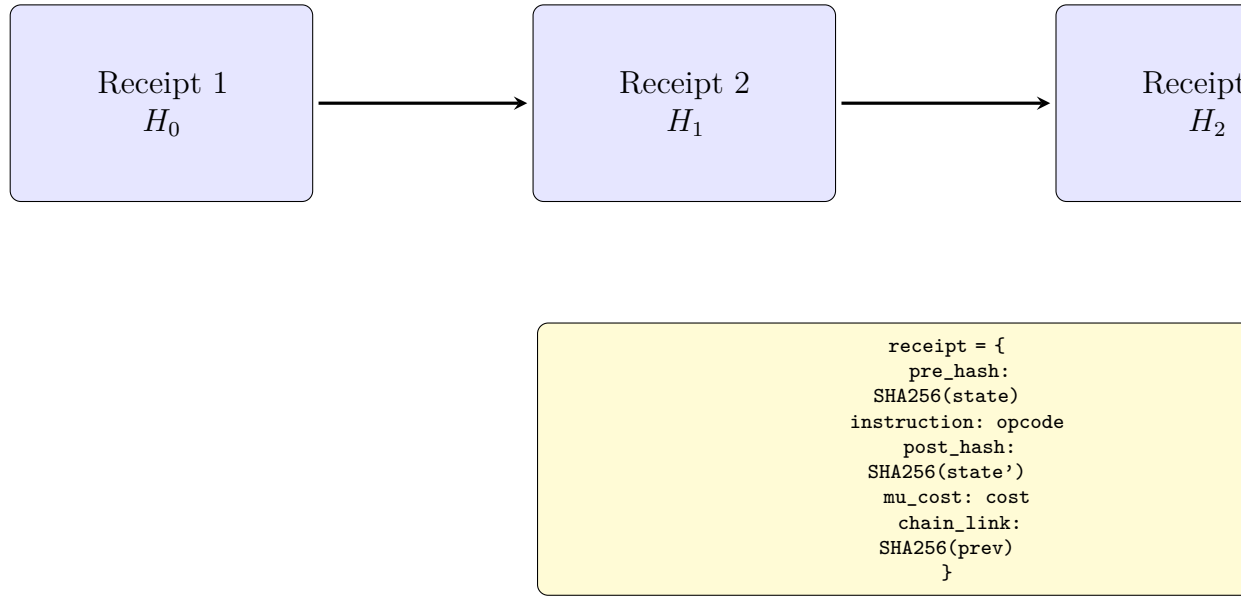 Receipt 1
H₀
Receipt 2
H₁
Receipt
H₂
receipt = {
pre_hash:
SHA256(state)
instruction: opcode
post_hash:
SHA256(state')
mu_cost: cost
chain_link:
SHA256(prev)
}